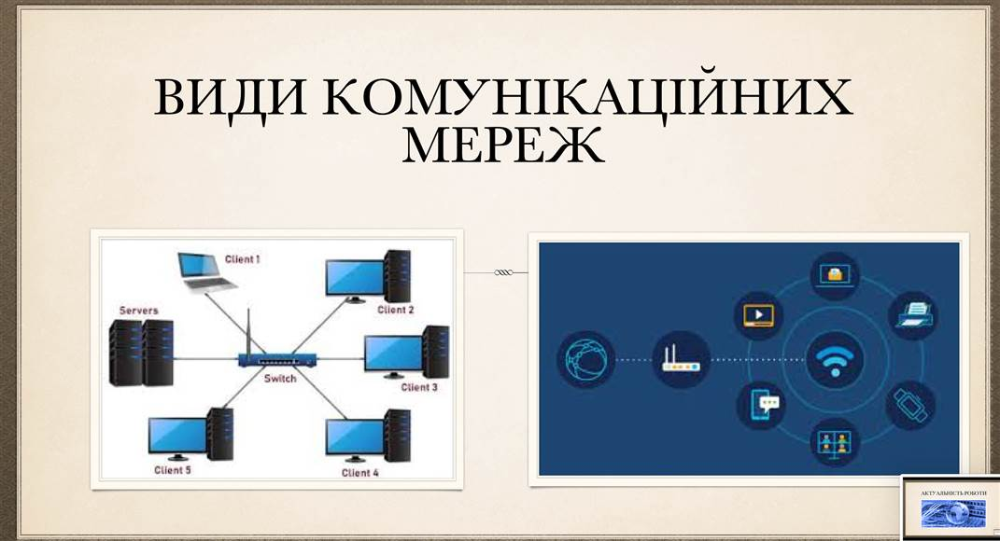 ВИДИ КОМУНІКАЦІЙНИХ
МЕРЕЖ
Client 1
Client 2
Servers
Switch
Client 3
Client 5
Client 4
АКТУАЛЬНІСТЬ РОБОТИ